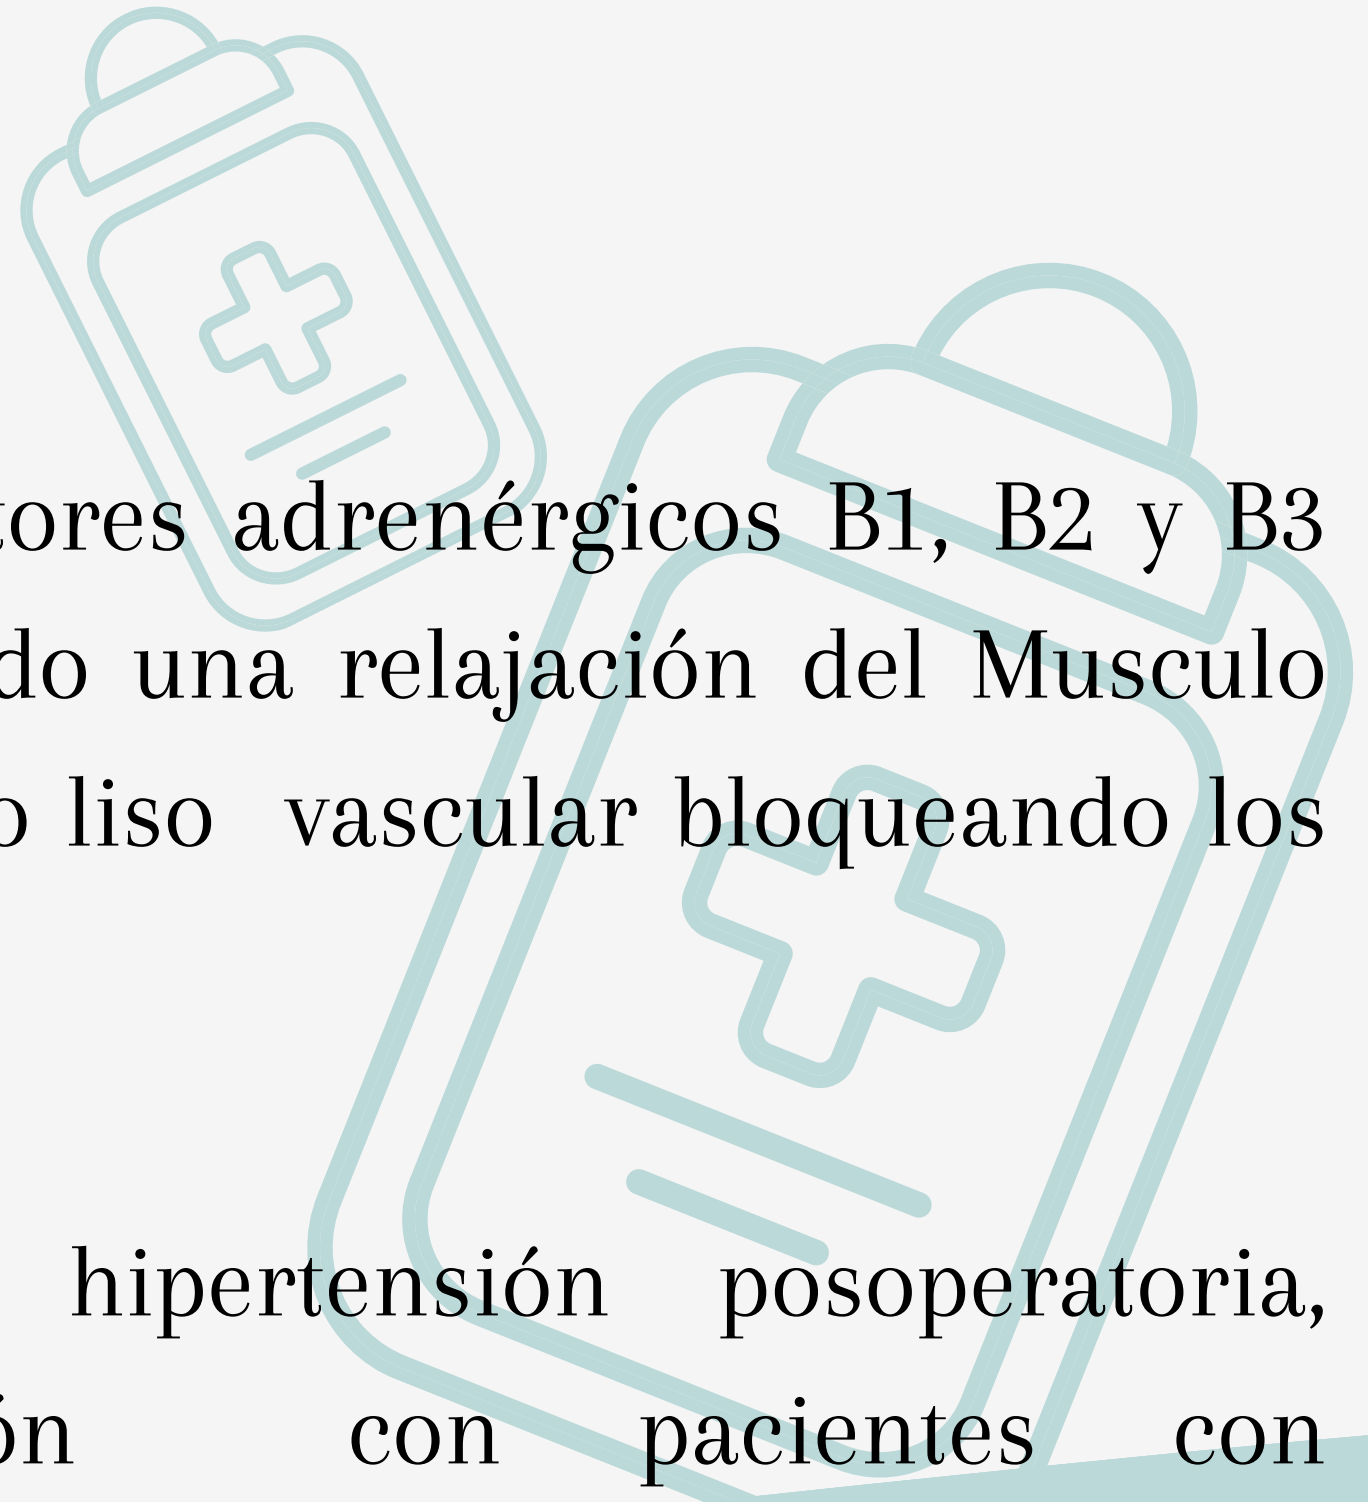 tores adrenérgicos B1, B2 y B3
do una relajación del Musculo
o liso vascular bloqueando los
hipertensión posoperatoria,
ón con pacientes con